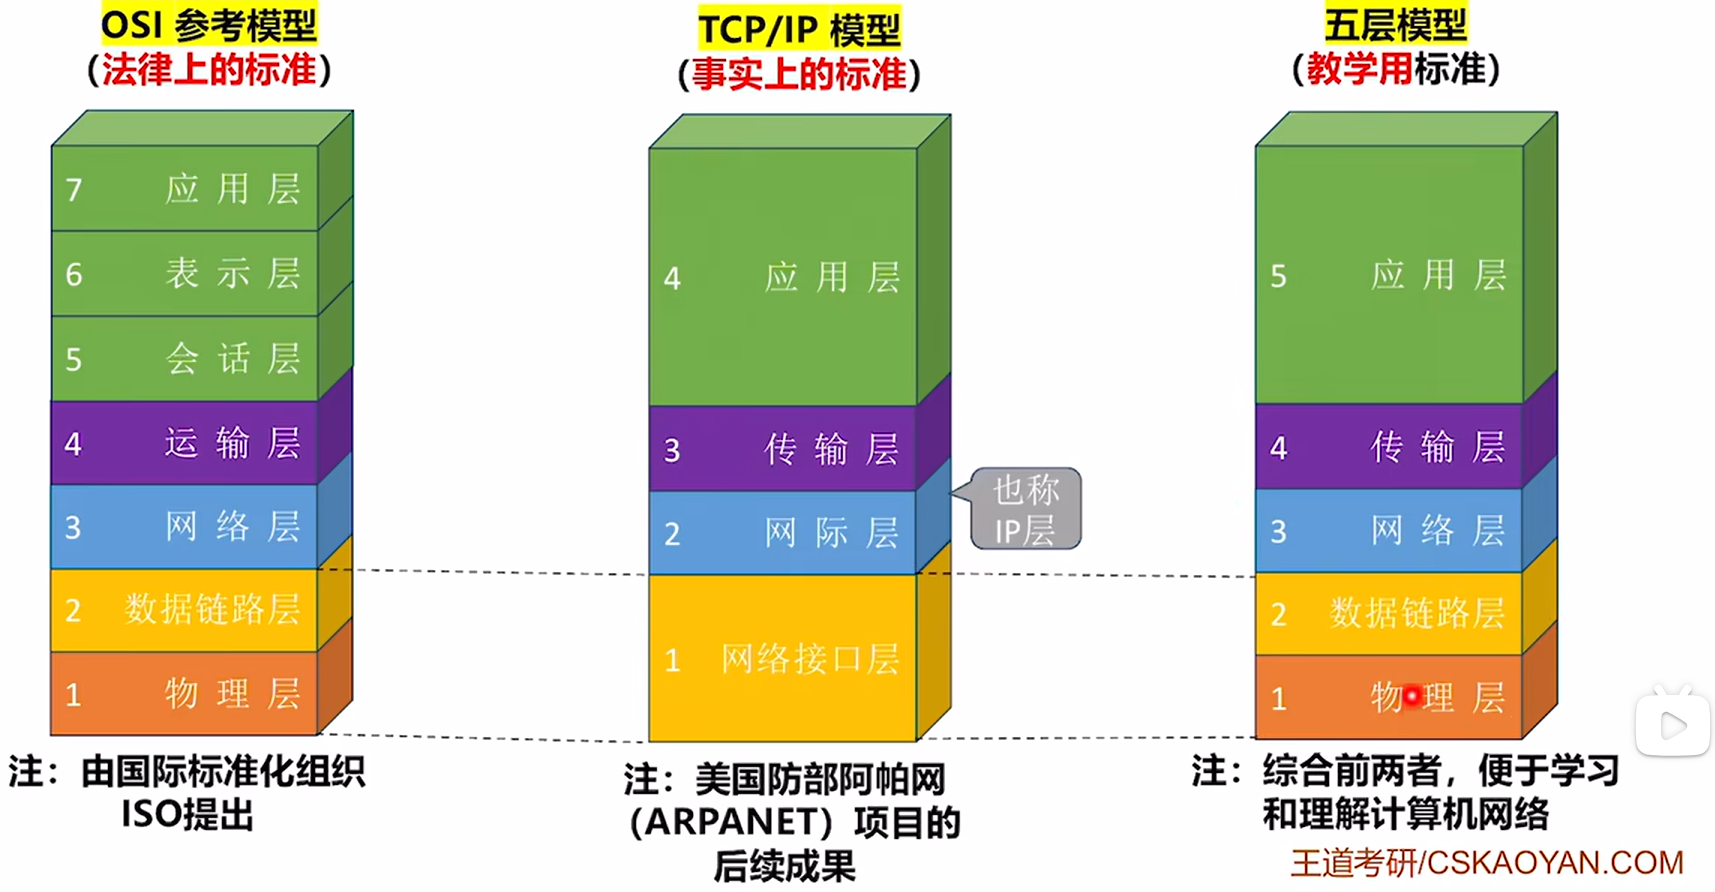 OSI 参考模型
（法律上的标准）
7 应用层
6 表示层
5 会话层
4 运输层
3 网络层
2 数据链路层
1 物理层
注：由国际标准化组织
ISO提出
TCP/IP 模型
（事实上的标准）
4 应用层
3 传输层
2 网际层
1 网络接口层
也称
IP层
注：美国防部阿帕网
（ARPANET）项目的
后续成果
五层模型
（教学用标准）
5 应用层
4 传输层
3 网络层
2 数据链路层
1 物理层
注：综合前两者，便于学习
和理解计算机网络
王道考研/CSKAOYAN.COM